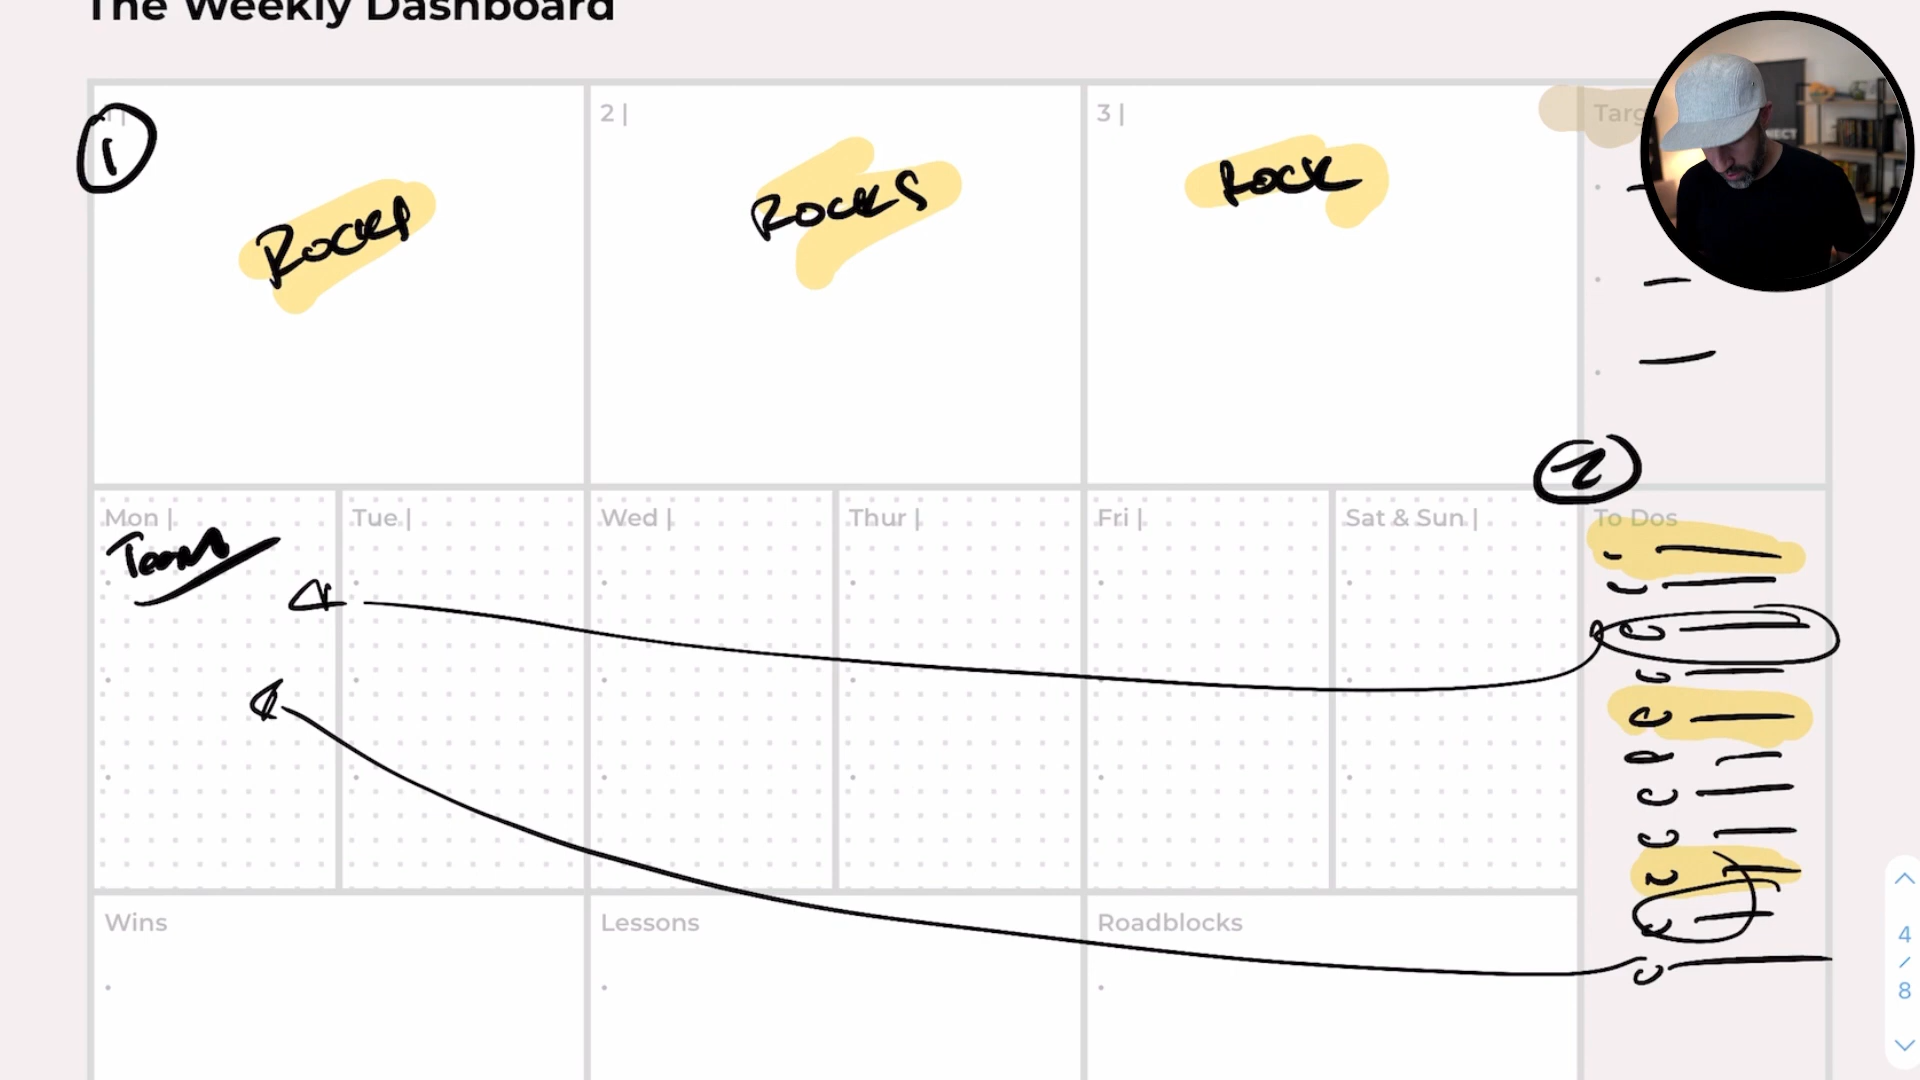 The Weekly Dashboard
1
2 |
3 |
Targ
Rocks
Rocks
Rock
2
Mon |
Tue |
Wed |
Thur |
Fri |
Sat & Sun |
To Dos
Team
Wins
Lessons
Roadblocks
4
/
8